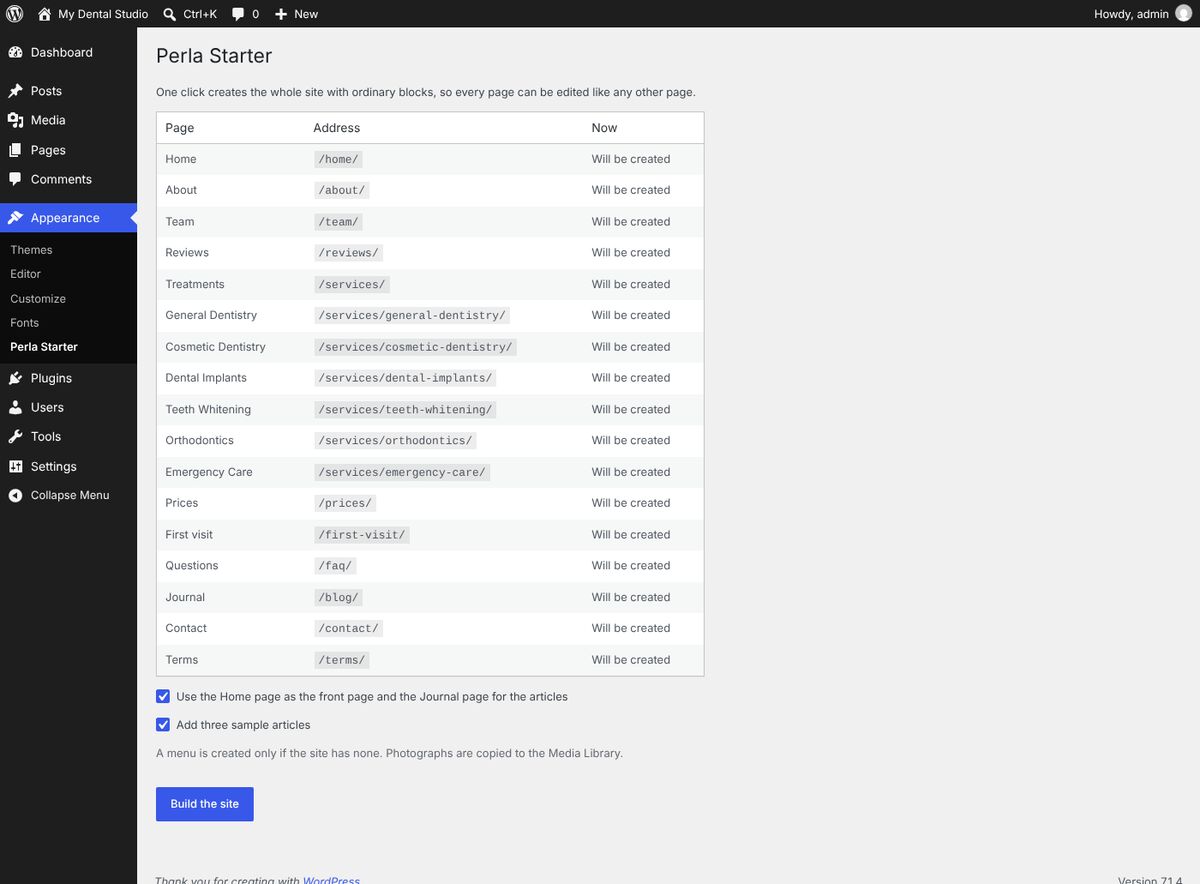 My Dental Studio Ctrl+K 0 New Howdy, admin
Dashboard
Posts
Media
Pages
Comments
Appearance
Themes
Editor
Customize
Fonts
Perla Starter
Plugins
Users
Tools
Settings
Collapse Menu
Perla Starter
One click creates the whole site with ordinary blocks, so every page can be edited like any other page.
Page Address Now
Home /home/ Will be created
About /about/ Will be created
Team /team/ Will be created
Reviews /reviews/ Will be created
Treatments /services/ Will be created
General Dentistry /services/general-dentistry/ Will be created
Cosmetic Dentistry /services/cosmetic-dentistry/ Will be created
Dental Implants /services/dental-implants/ Will be created
Teeth Whitening /services/teeth-whitening/ Will be created
Orthodontics /services/orthodontics/ Will be created
Emergency Care /services/emergency-care/ Will be created
Prices /prices/ Will be created
First visit /first-visit/ Will be created
Questions /faq/ Will be created
Journal /blog/ Will be created
Contact /contact/ Will be created
Terms /terms/ Will be created
Use the Home page as the front page and the Journal page for the articles
Add three sample articles
A menu is created only if the site has none. Photographs are copied to the Media Library.
Build the site
Thank you for creating with WordPress Version 7.1.4